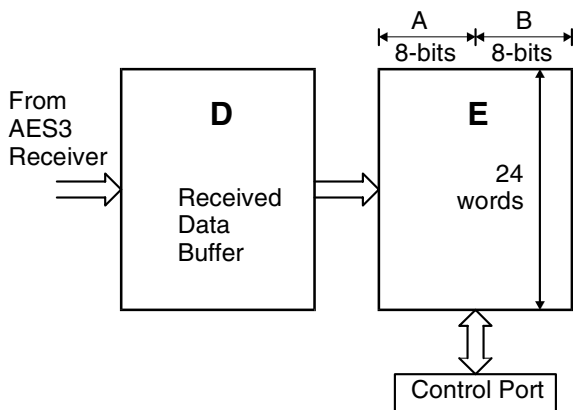 A B
8-bits 8-bits
From
AES3
Receiver
D
Received
Data
Buffer
E
24
words
Control Port